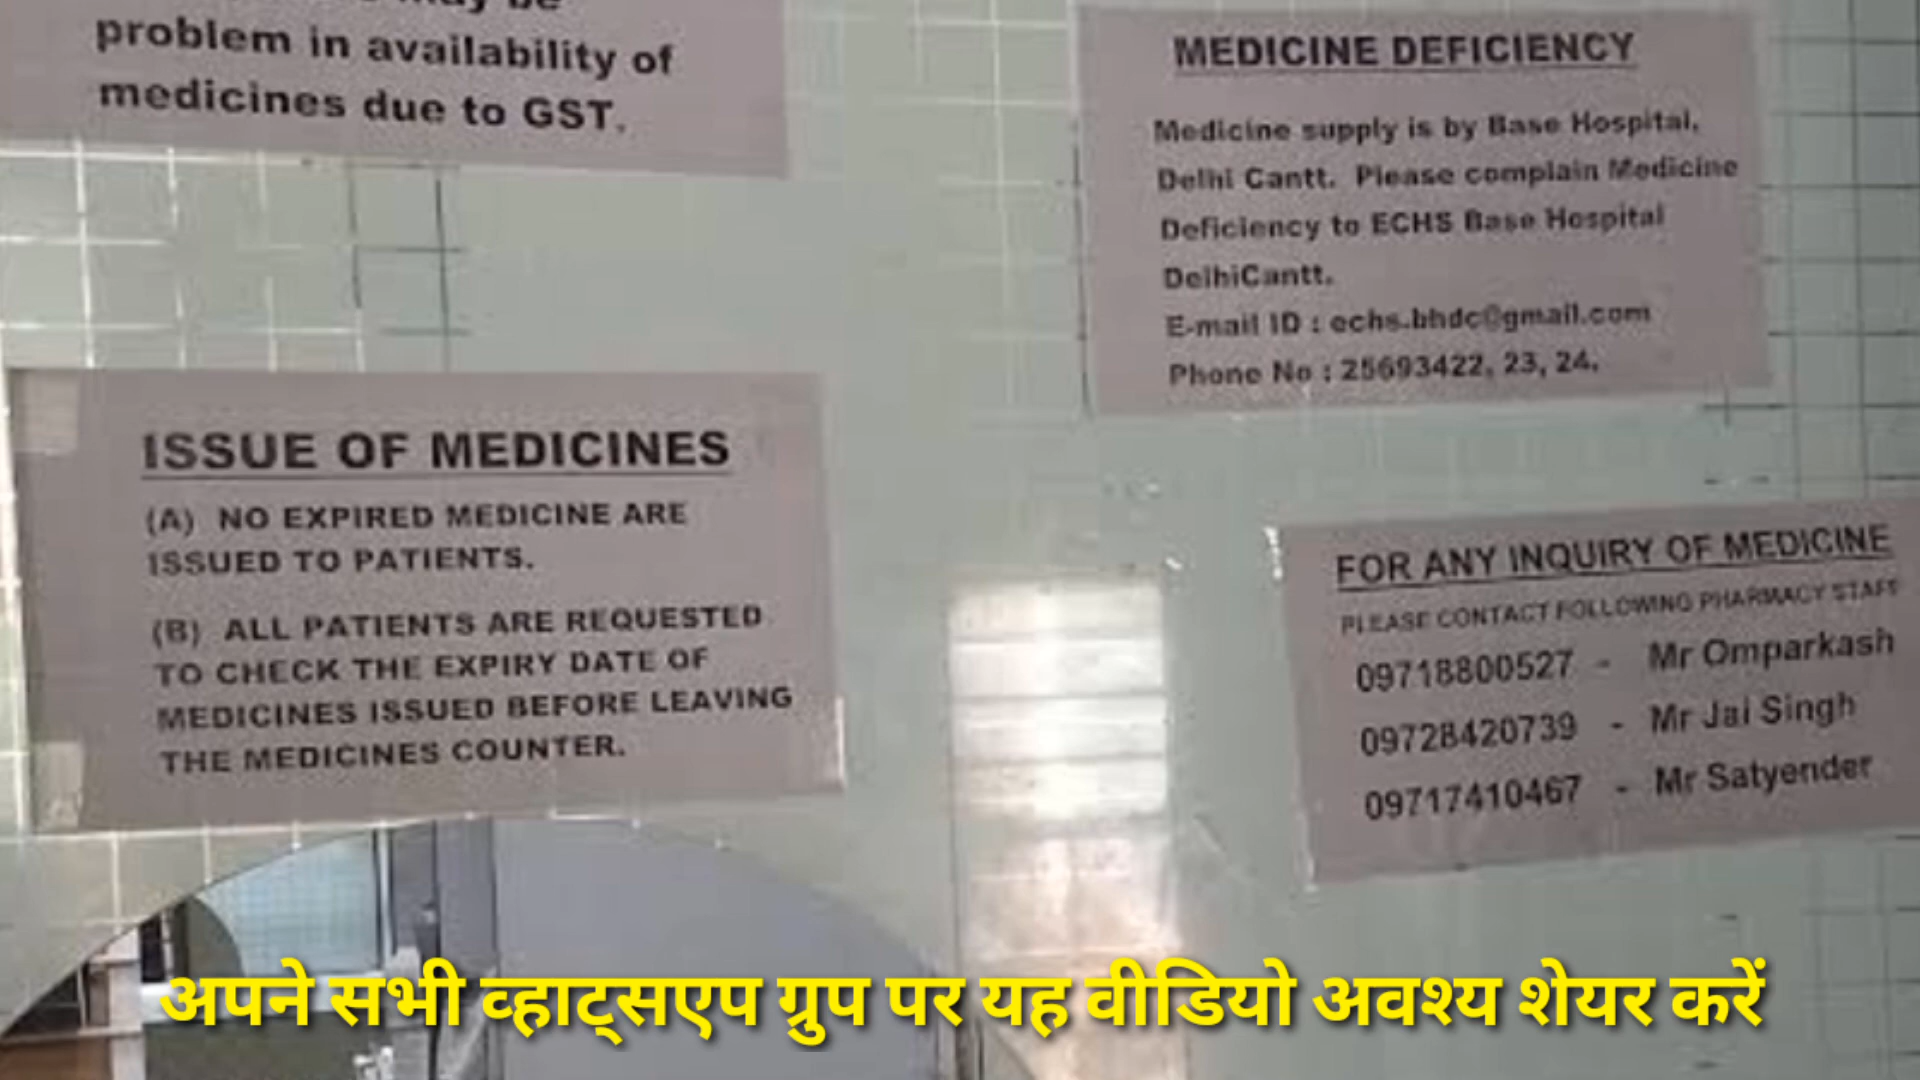 may be
problem in availability of
medicines due to GST.
MEDICINE DEFICIENCY
Medicine supply is by Base Hospital,
Delhi Cantt. Please complain Medicine
Deficiency to ECHS Base Hospital
DelhiCantt.
E-mail ID : echs.bhdc@gmail.com
Phone No : 25693422, 23, 24.
ISSUE OF MEDICINES
(A) NO EXPIRED MEDICINE ARE
ISSUED TO PATIENTS.
(B) ALL PATIENTS ARE REQUESTED
TO CHECK THE EXPIRY DATE OF
MEDICINES ISSUED BEFORE LEAVING
THE MEDICINES COUNTER.
FOR ANY INQUIRY OF MEDICINE
PLEASE CONTACT FOLLOWING PHARMACY STAFF
09718800527 - Mr Omparkash
09728420739 - Mr Jai Singh
09717410467 - Mr Satyender
अपने सभी व्हाट्सएप ग्रुप पर यह वीडियो अवश्य शेयर करें